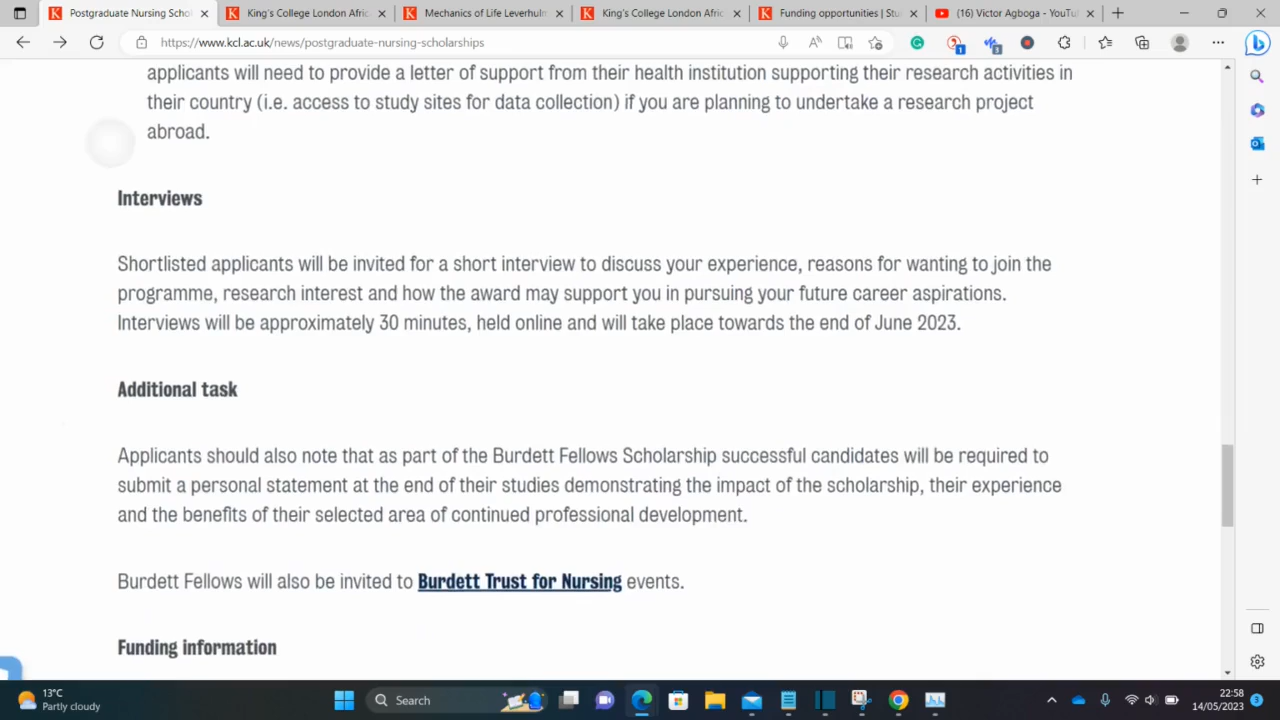 Postgraduate Nursing Schol
King's College London Afric
Mechanics of Life Leverhulm
King's College London Afric
Funding opportunities | Stu
(16) Victor Agboga - YouTu
https://www.kcl.ac.uk/news/postgraduate-nursing-scholarships
applicants will need to provide a letter of support from their health institution supporting their research activities in
their country (i.e. access to study sites for data collection) if you are planning to undertake a research project
abroad.
Interviews
Shortlisted applicants will be invited for a short interview to discuss your experience, reasons for wanting to join the
programme, research interest and how the award may support you in pursuing your future career aspirations.
Interviews will be approximately 30 minutes, held online and will take place towards the end of June 2023.
Additional task
Applicants should also note that as part of the Burdett Fellows Scholarship successful candidates will be required to
submit a personal statement at the end of their studies demonstrating the impact of the scholarship, their experience
and the benefits of their selected area of continued professional development.
Burdett Fellows will also be invited to Burdett Trust for Nursing events.
Funding information
13°C
Partly cloudy
Search
22:58
14/05/2023